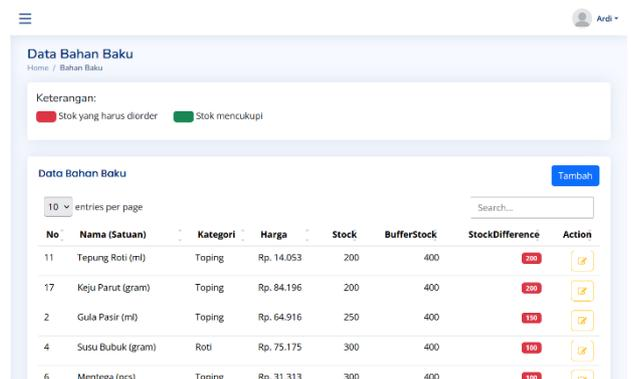 Ardi
Data Bahan Baku
Home / Bahan Baku
Keterangan:
Stok yang harus diorder Stok mencukupi
Data Bahan Baku
Tambah
10 entries per page
Search...
No Nama (Satuan) Kategori Harga Stock BufferStock StockDifference Action
11 Tepung Roti (ml) Toping Rp. 14.053 200 400 200
17 Keju Parut (gram) Toping Rp. 84.196 200 400 200
2 Gula Pasir (ml) Toping Rp. 64.916 250 400 150
4 Susu Bubuk (gram) Roti Rp. 75.175 300 400 100
6 Mentega (pcs) Toping Rp. 31.313 300 400 100